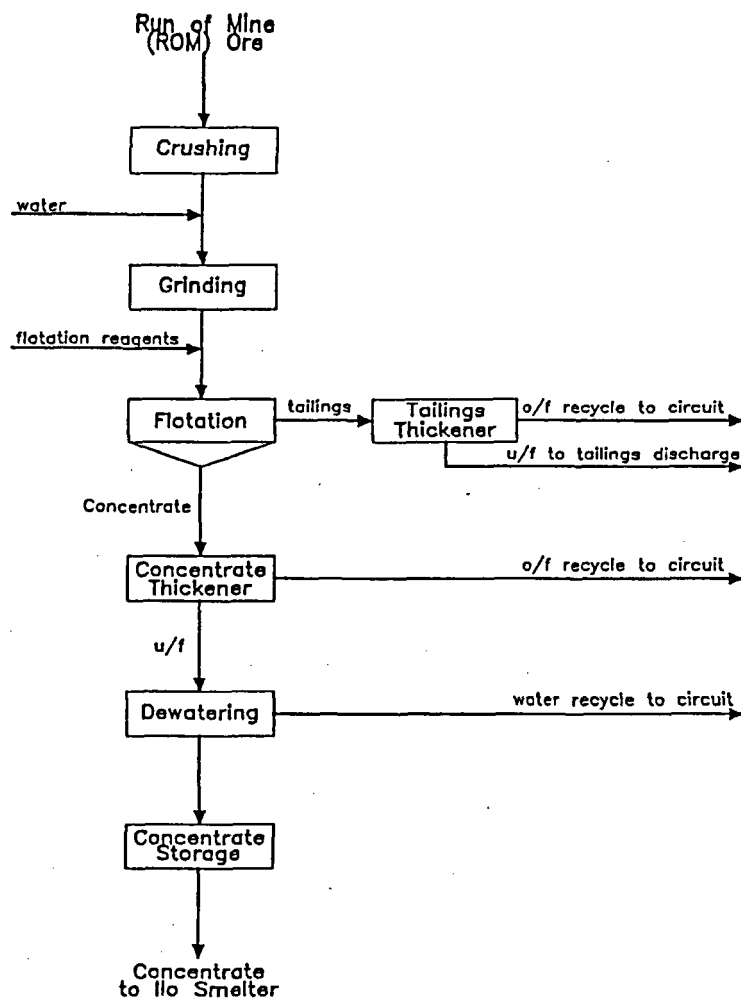 Run of Mine
(ROM) Ore
Crushing
water
Grinding
flotation reagents
Flotation
tailings
Tailings
Thickener
o/f recycle to circuit
u/f to tailings discharge
Concentrate
Concentrate
Thickener
o/f recycle to circuit
u/f
Dewatering
water recycle to circuit
Concentrate
Storage
Concentrate
to Ilo Smelter